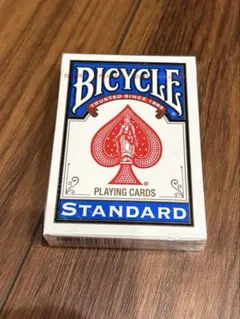 BICYCLE
TRUSTED SINCE 1885
®
PLAYING CARDS
STANDARD